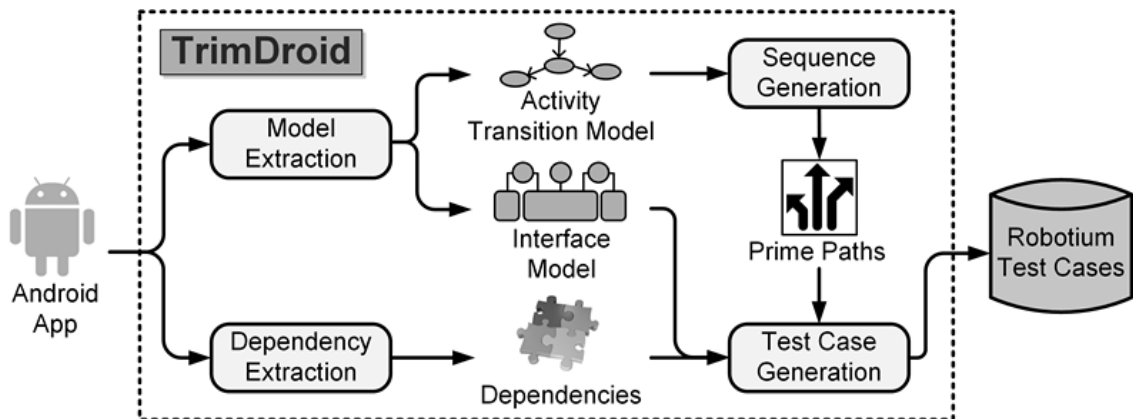 TrimDroid
Sequence
Generation
Activity
Transition Model
Model
Extraction
Interface
Model
Prime Paths
Robotium
Test Cases
Android
App
Dependency
Extraction
Dependencies
Test Case
Generation